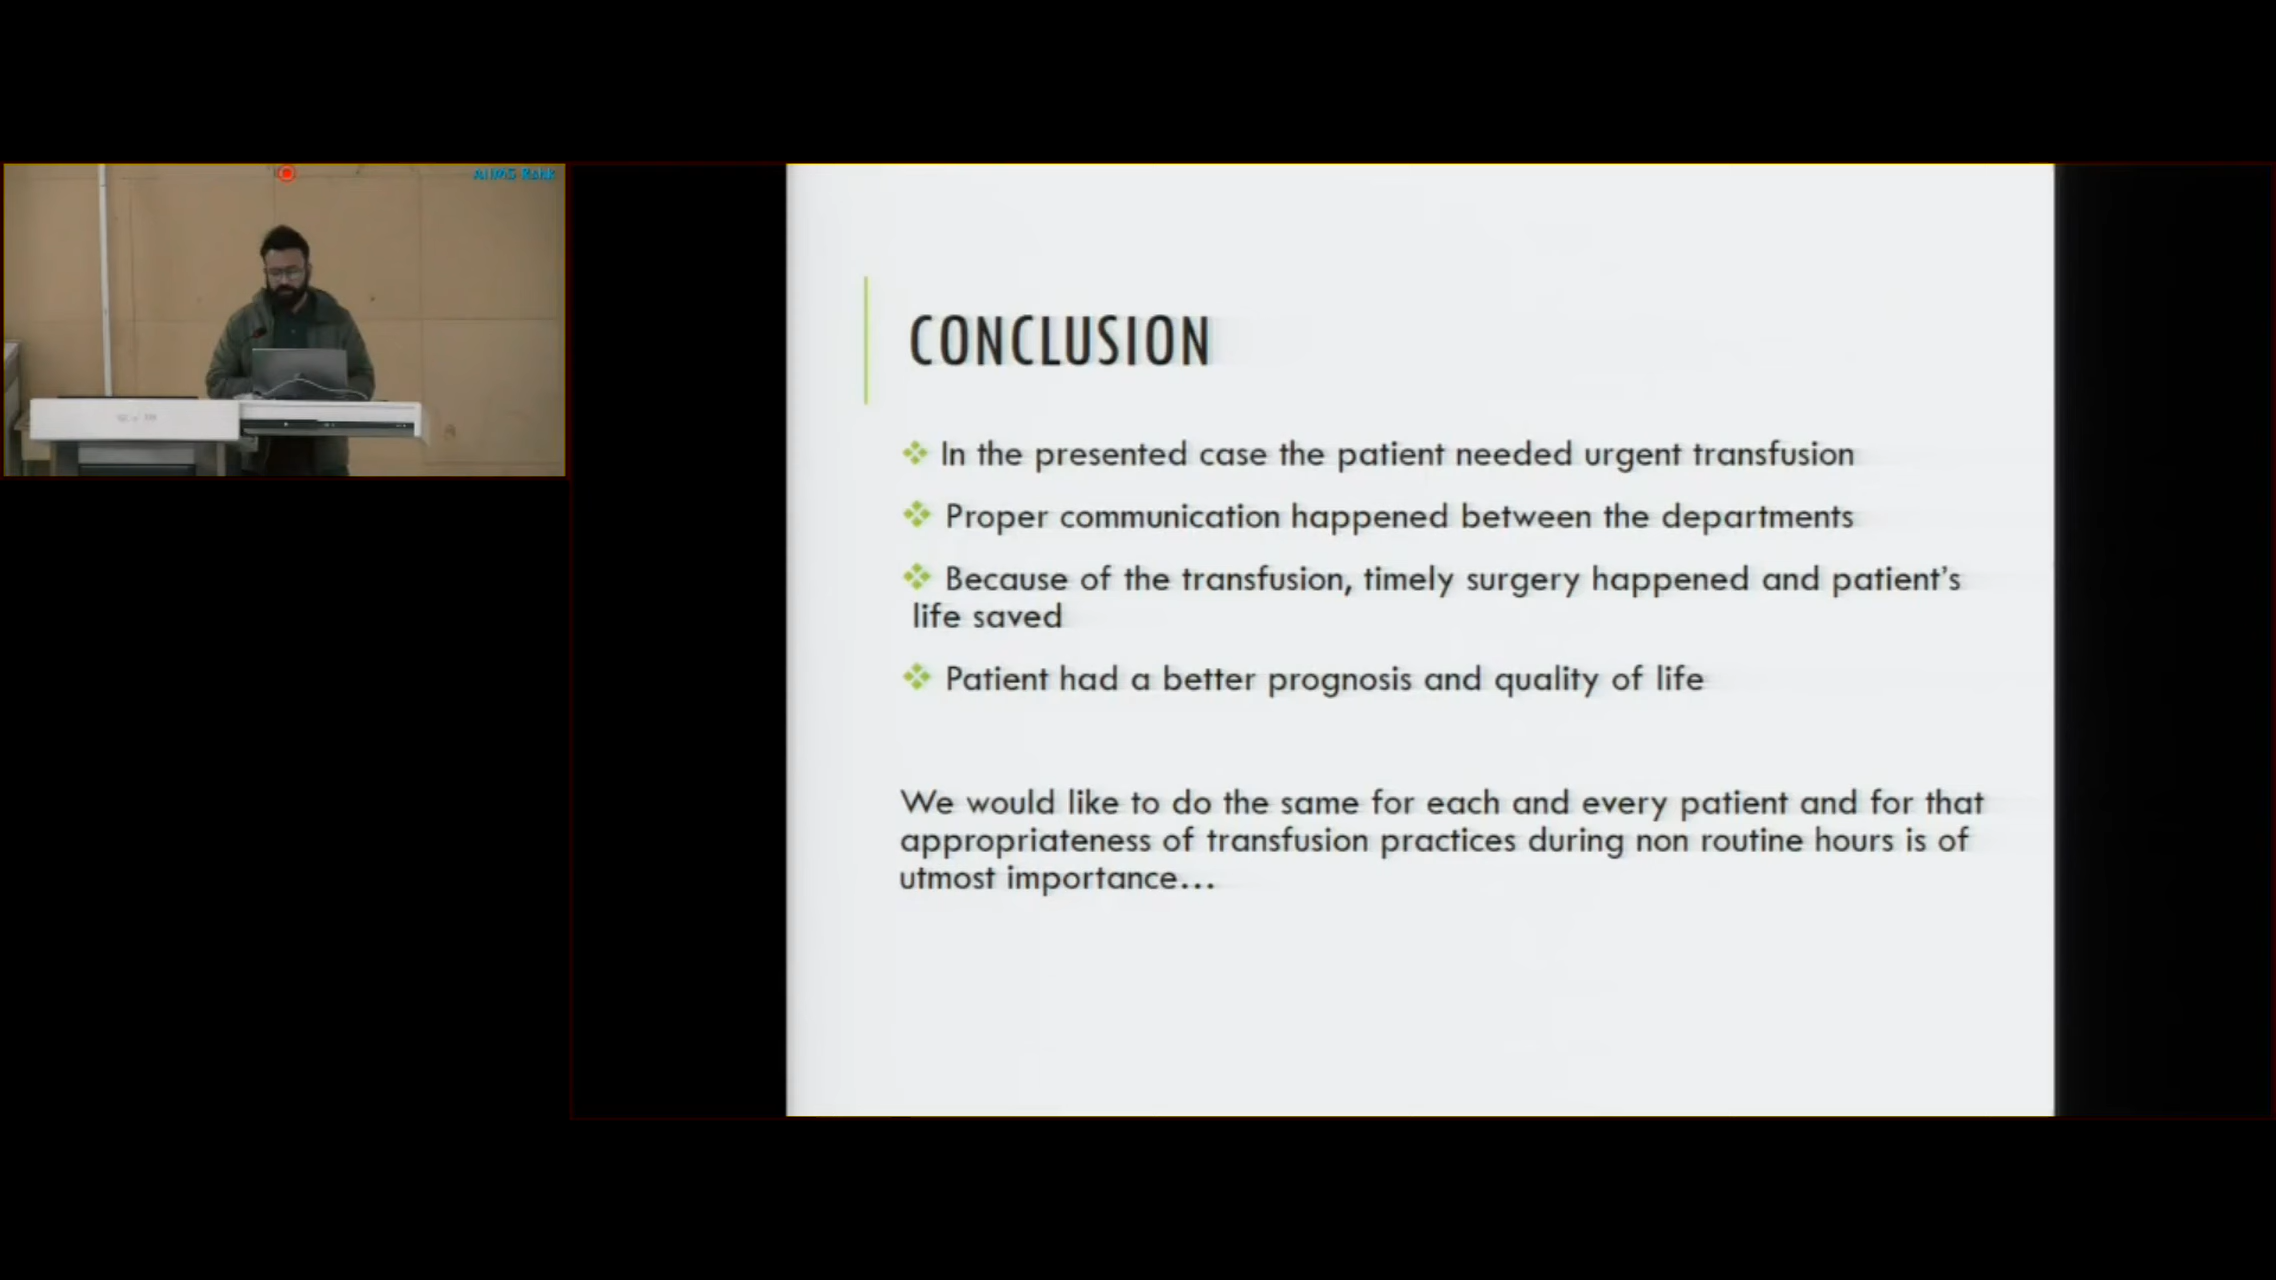 AIIMS
CONCLUSION
In the presented case the patient needed urgent transfusion
Proper communication happened between the departments
Because of the transfusion, timely surgery happened and patient's
life saved
Patient had a better prognosis and quality of life
We would like to do the same for each and every patient and for that
appropriateness of transfusion practices during non routine hours is of
utmost importance...